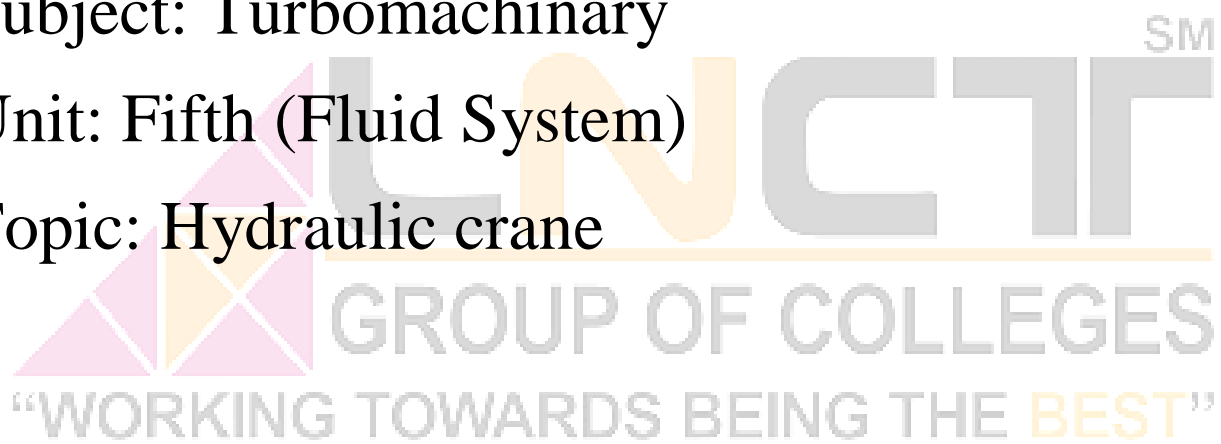 ubject: Turbomachinary
SM
LNCT
nit: Fifth (Fluid System)
opic: Hydraulic crane
GROUP OF COLLEGES
“WORKING TOWARDS BEING THE BEST”